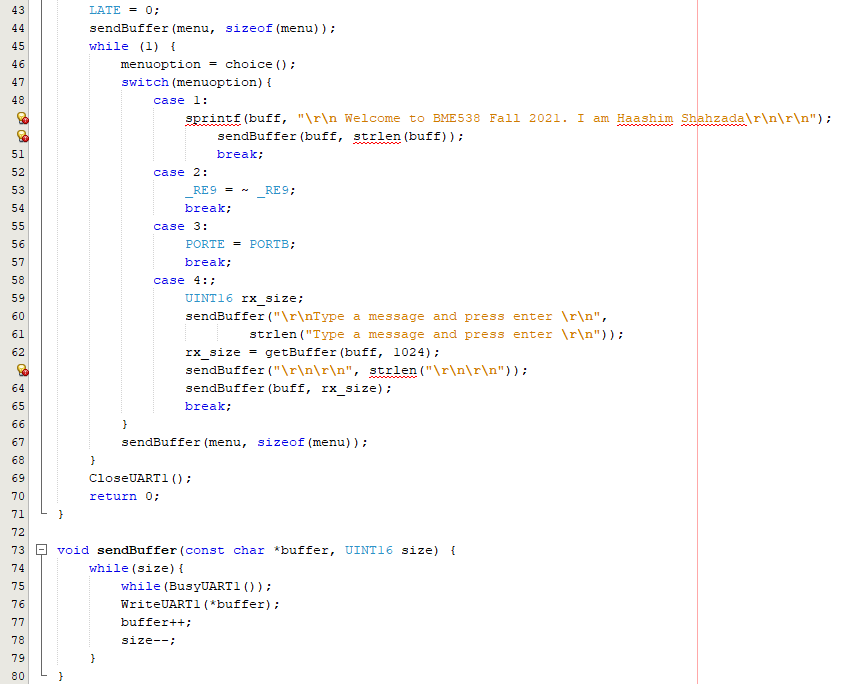 43 LATE = 0;
44 sendBuffer(menu, sizeof(menu));
45 while (1) {
46 menuoption = choice();
47 switch(menuoption){
48 case 1:
sprintf(buff, "\r\n Welcome to BME538 Fall 2021. I am Haashim Shahzada\r\n\r\n");
sendBuffer(buff, strlen(buff));
51 break;
52 case 2:
53 _RE9 = ~ _RE9;
54 break;
55 case 3:
56 PORTE = PORTB;
57 break;
58 case 4:;
59 UINT16 rx_size;
60 sendBuffer("\r\nType a message and press enter \r\n",
61 strlen("Type a message and press enter \r\n"));
62 rx_size = getBuffer(buff, 1024);
sendBuffer("\r\n\r\n", strlen("\r\n\r\n"));
64 sendBuffer(buff, rx_size);
65 break;
66 }
67 sendBuffer(menu, sizeof(menu));
68 }
69 CloseUART1();
70 return 0;
71 }
72
73 void sendBuffer(const char *buffer, UINT16 size) {
74 while(size){
75 while(BusyUART1());
76 WriteUART1(*buffer);
77 buffer++;
78 size--;
79 }
80 }